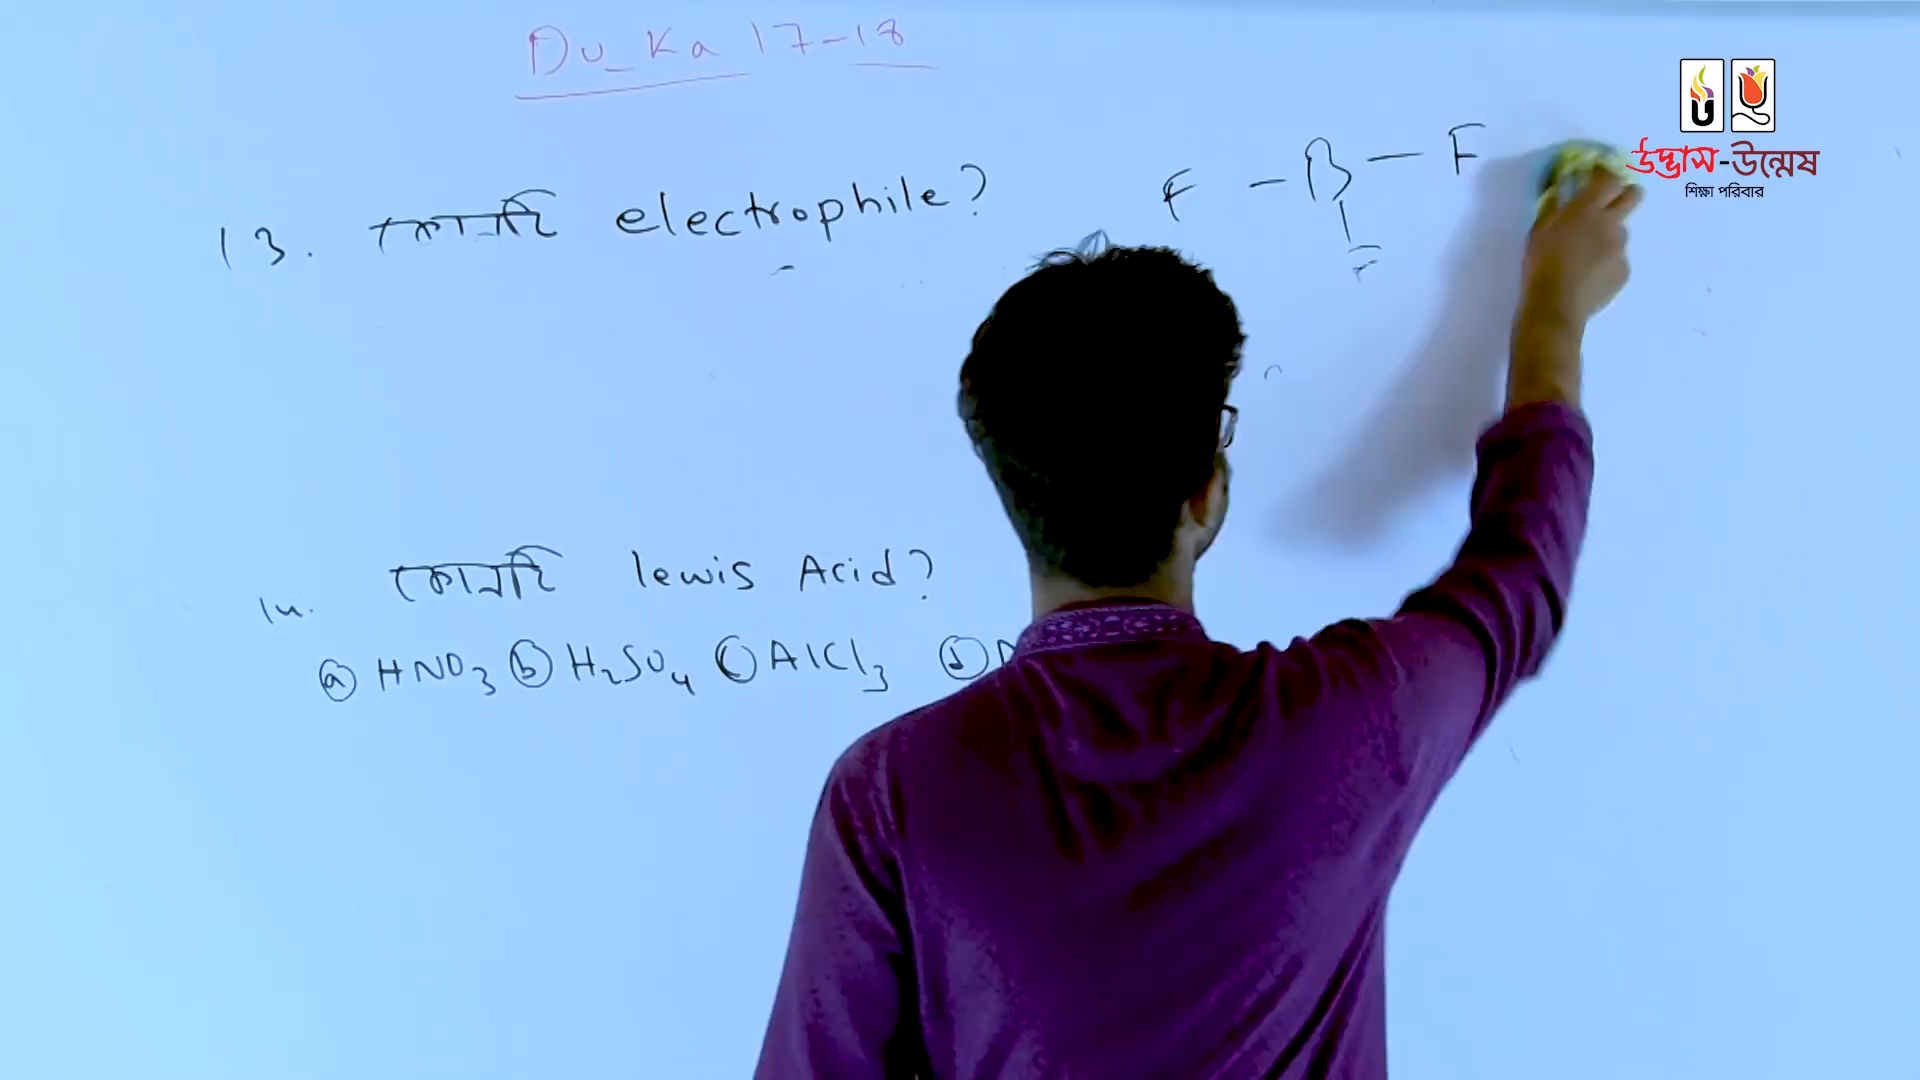 Du_Ka 17-18
উদ্ভাস-উন্মেষ
শিক্ষা পরিবার
13. কোনটি electrophile?
F - B - F
F
14. কোনটি lewis Acid?
a HNO3 b H2SO4 c AlCl3 d